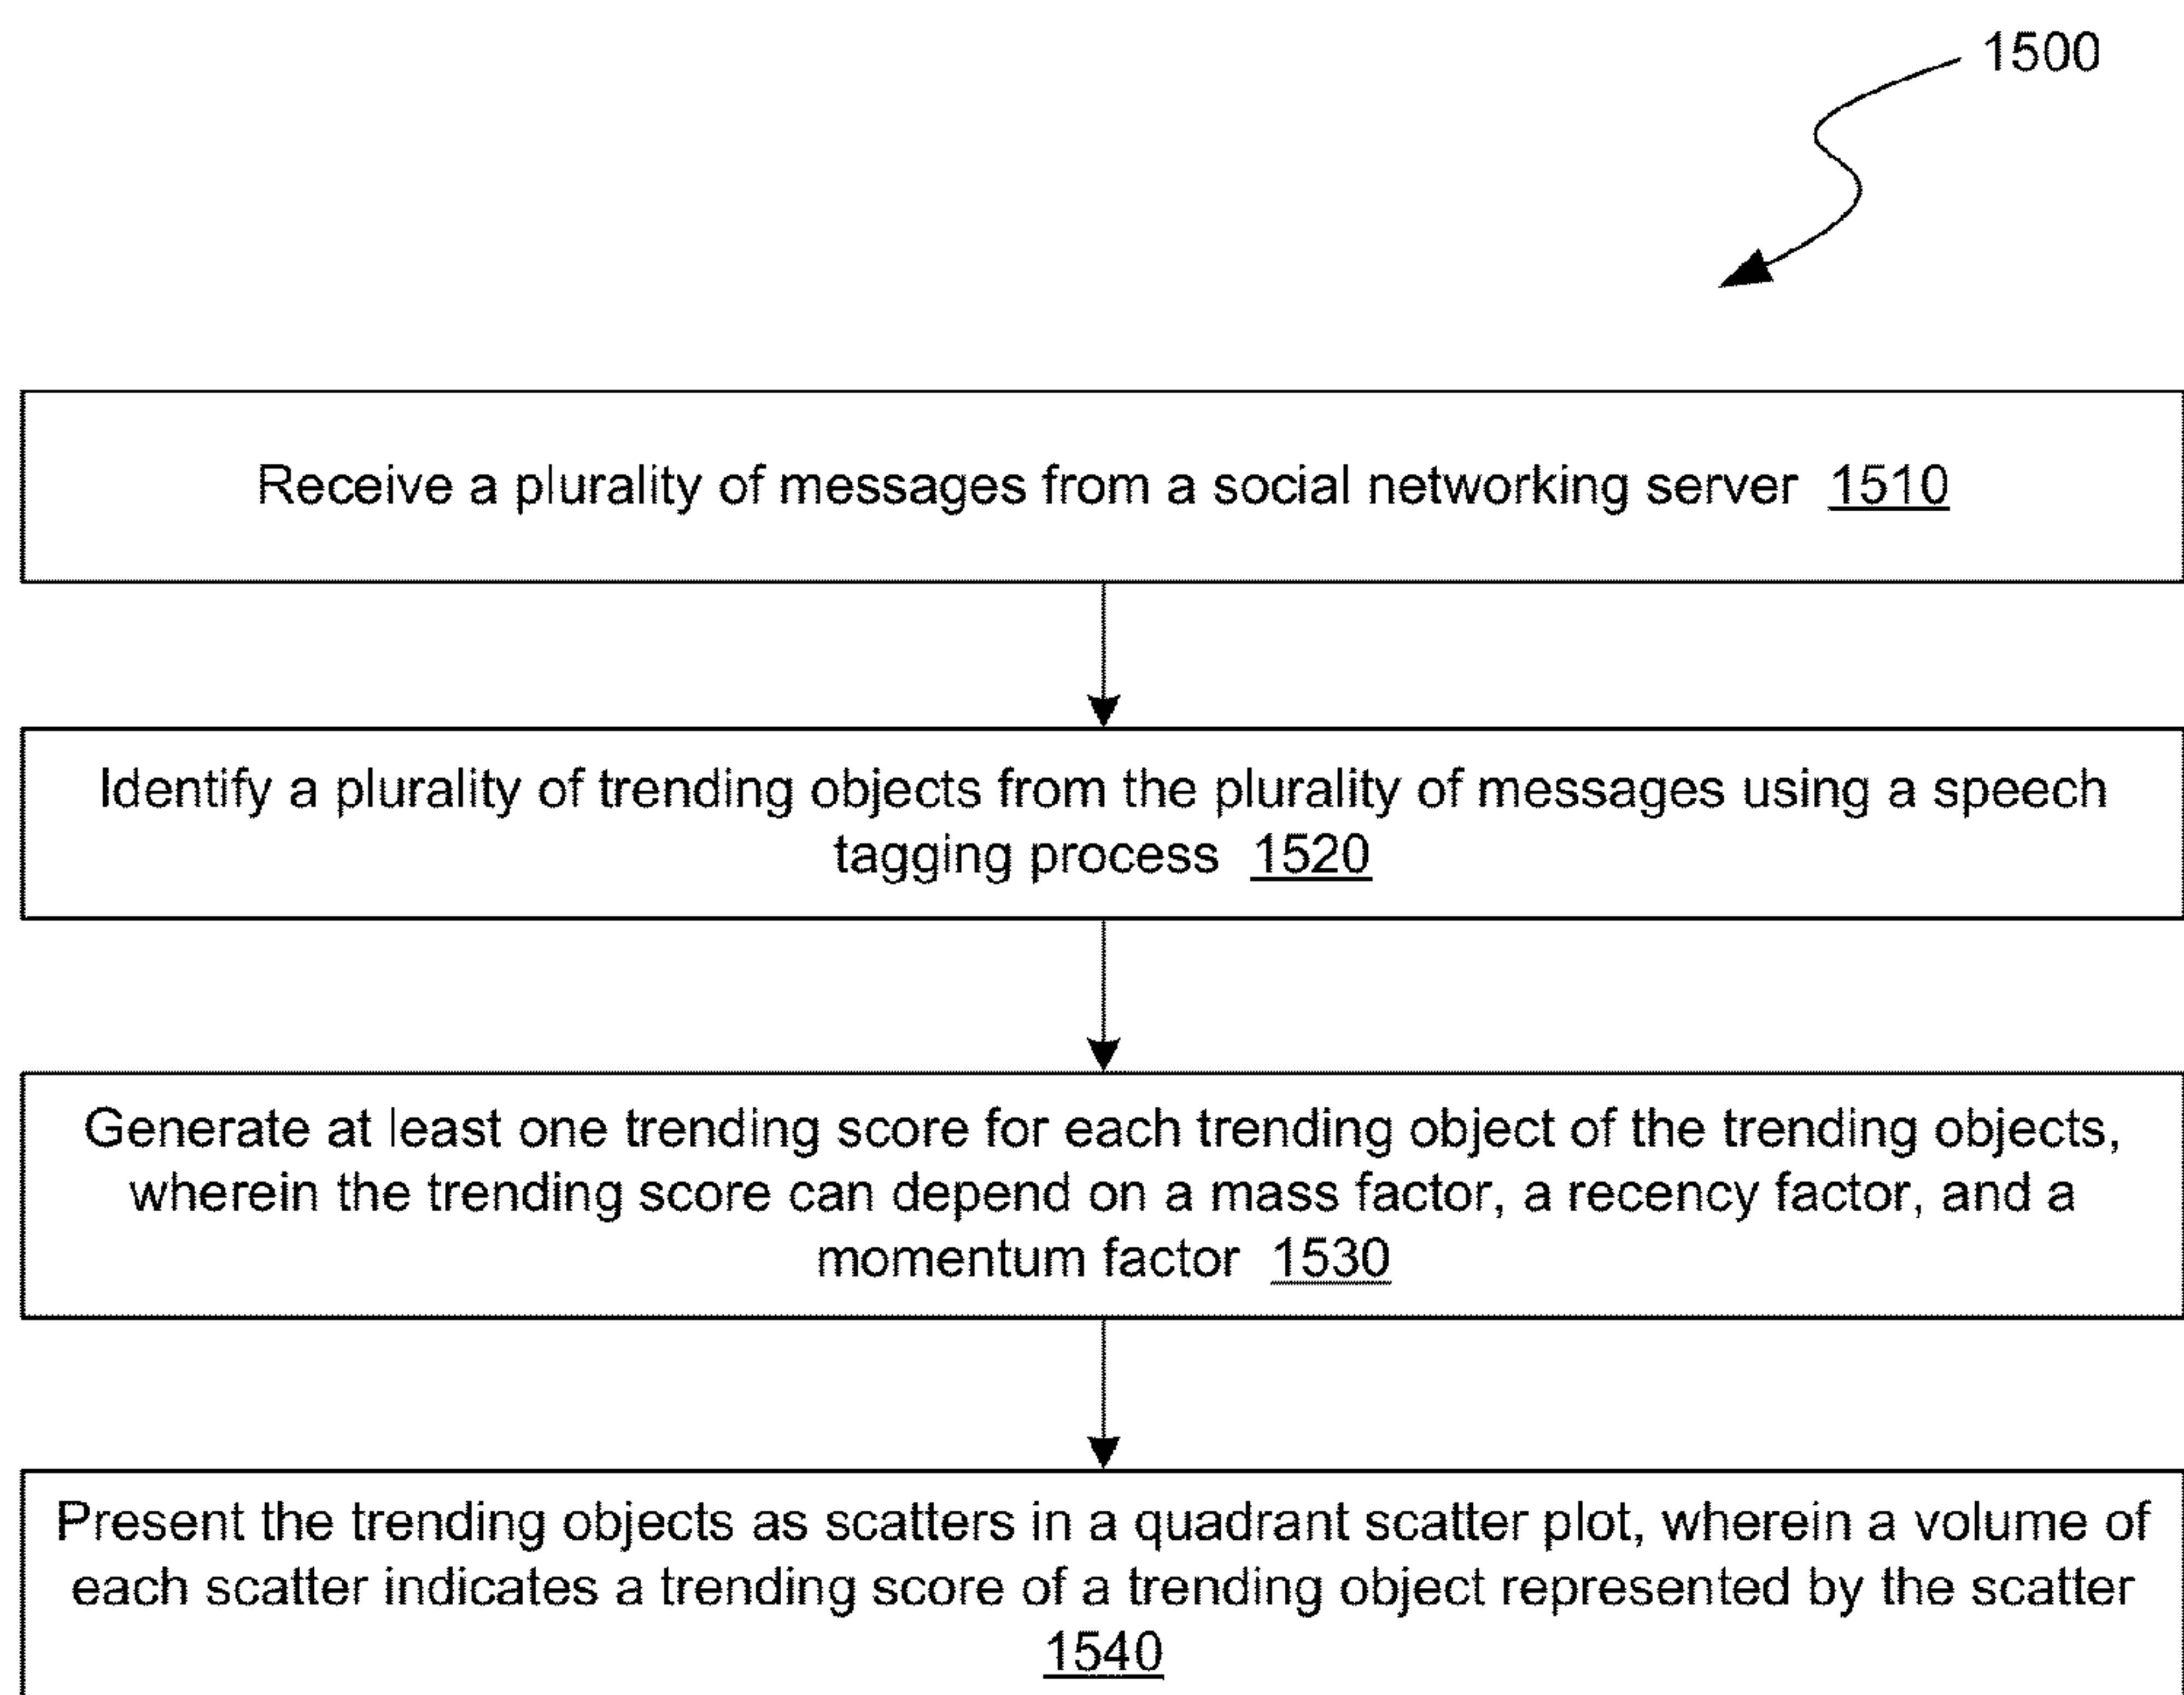 1500
Receive a plurality of messages from a social networking server 1510
Identify a plurality of trending objects from the plurality of messages using a speech
tagging process 1520
Generate at least one trending score for each trending object of the trending objects,
wherein the trending score can depend on a mass factor, a recency factor, and a
momentum factor 1530
Present the trending objects as scatters in a quadrant scatter plot, wherein a volume of
each scatter indicates a trending score of a trending object represented by the scatter
1540